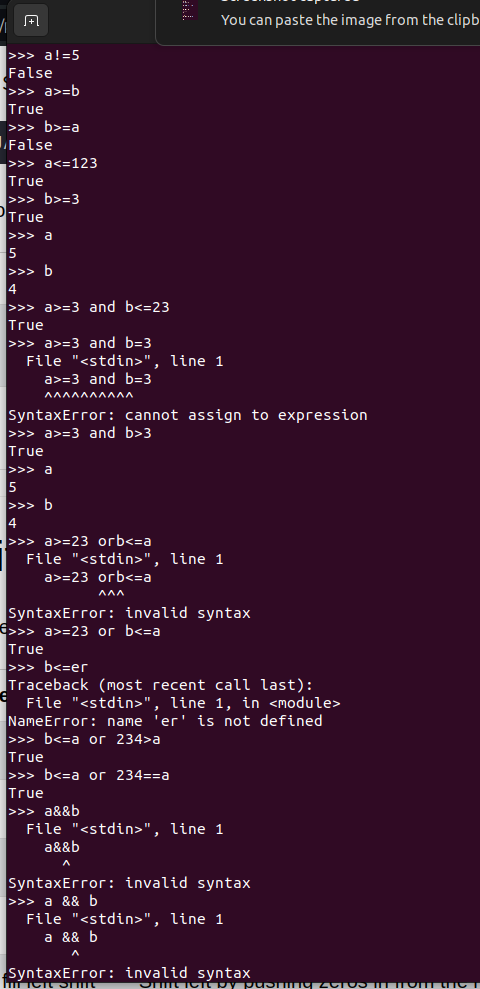 You can paste the image from the clipb
>>> a!=5
False
>>> a>=b
True
>>> b>=a
False
>>> a<=123
True
>>> b>=3
True
>>> a
5
>>> b
4
>>> a>=3 and b<=23
True
>>> a>=3 and b=3
  File "<stdin>", line 1
    a>=3 and b=3
    ^^^^^^^^^^
SyntaxError: cannot assign to expression
>>> a>=3 and b>3
True
>>> a
5
>>> b
4
>>> a>=23 orb<=a
  File "<stdin>", line 1
    a>=23 orb<=a
          ^^^
SyntaxError: invalid syntax
>>> a>=23 or b<=a
True
>>> b<=er
Traceback (most recent call last):
  File "<stdin>", line 1, in <module>
NameError: name 'er' is not defined
>>> b<=a or 234>a
True
>>> b<=a or 234==a
True
>>> a&&b
  File "<stdin>", line 1
    a&&b
      ^
SyntaxError: invalid syntax
>>> a && b
  File "<stdin>", line 1
    a && b
       ^
SyntaxError: invalid syntax